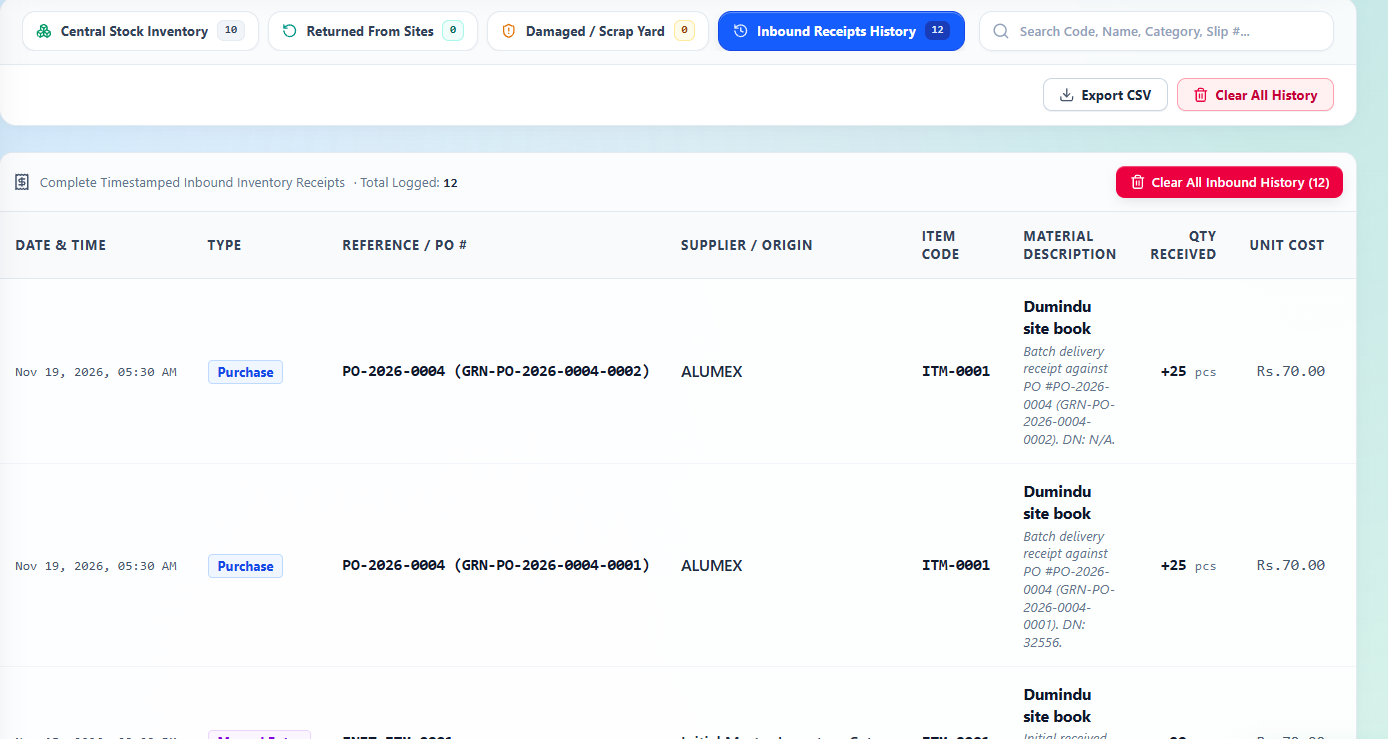 Central Stock Inventory 10 Returned From Sites 0 Damaged / Scrap Yard 0 Inbound Receipts History 12 Search Code, Name, Category, Slip #...
Export CSV Clear All History
Complete Timestamped Inbound Inventory Receipts · Total Logged: 12 Clear All Inbound History (12)
DATE & TIME TYPE REFERENCE / PO # SUPPLIER / ORIGIN ITEM CODE MATERIAL DESCRIPTION QTY RECEIVED UNIT COST
Nov 19, 2026, 05:30 AM Purchase PO-2026-0004 (GRN-PO-2026-0004-0002) ALUMEX ITM-0001
Dumindu
site book
Batch delivery
receipt against
PO #PO-2026-
0004 (GRN-PO-
2026-0004-
0002). DN: N/A.
+25 pcs Rs.70.00
Nov 19, 2026, 05:30 AM Purchase PO-2026-0004 (GRN-PO-2026-0004-0001) ALUMEX ITM-0001
Dumindu
site book
Batch delivery
receipt against
PO #PO-2026-
0004 (GRN-PO-
2026-0004-
0001). DN:
32556.
+25 pcs Rs.70.00
Dumindu
site book
Initial received